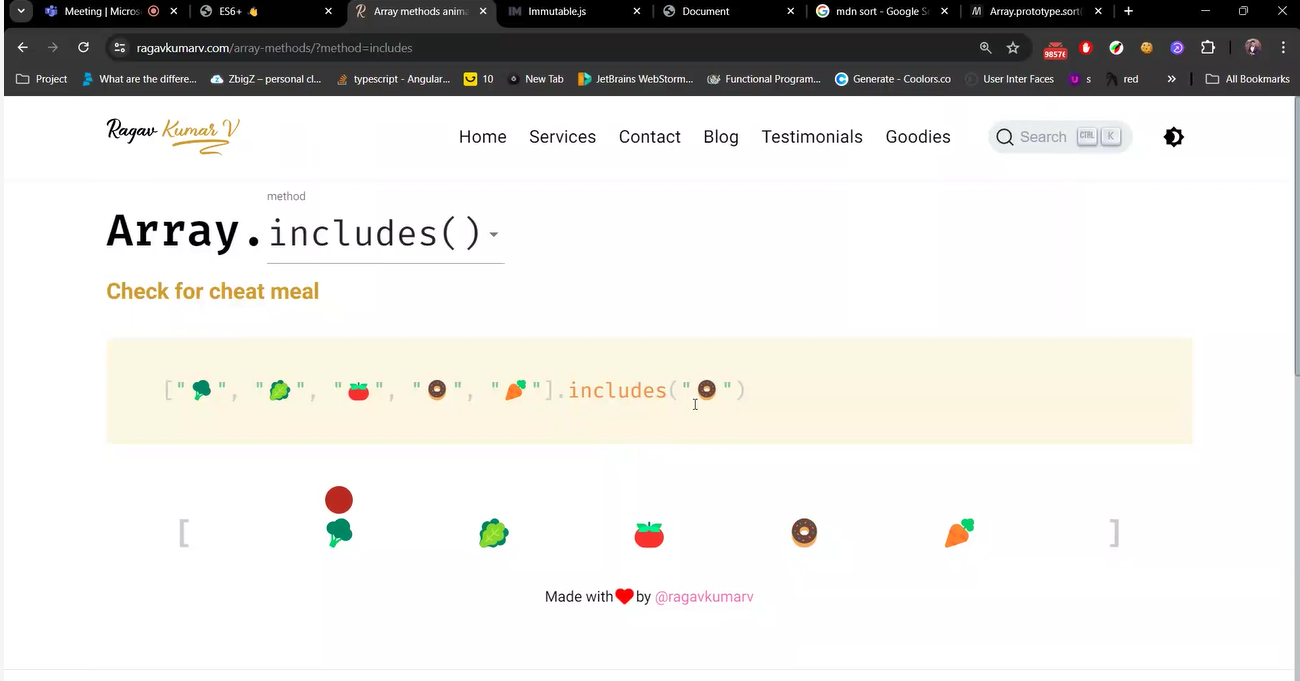 Meeting | Micros
ES6+ 👋
Array methods anima
Immutable.js
Document
mdn sort - Google Se
Array.prototype.sort(
ragavkumarv.com/array-methods/?method=includes
9857€
Project
What are the differe...
ZbigZ – personal cl...
typescript - Angular...
10
New Tab
JetBrains WebStorm...
Functional Program...
Generate - Coolors.co
User Inter Faces
s
red
»
All Bookmarks
Ragav Kumar V
Home
Services
Contact
Blog
Testimonials
Goodies
Search CTRL K
method
Array.includes()
Check for cheat meal
["🥦", "🥬", "🍅", "🍩", "🥕"].includes("🍩")
[ 🥦 🥬 🍅 🍩 🥕 ]
Made with ❤ by @ragavkumarv